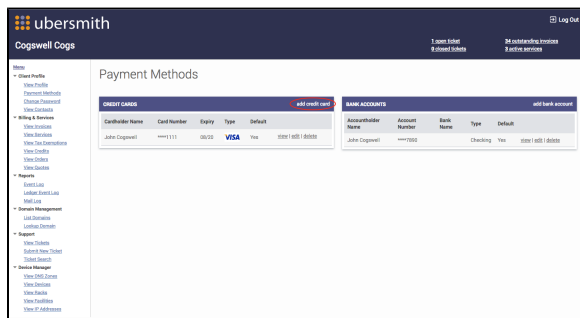 ubersmith
Log Out
Cogswell Cogs
1 open ticket
0 closed tickets
34 outstanding invoices
3 active services
Menu
Client Profile
View Profile
Payment Methods
Change Password
View Contacts
Billing & Services
View Invoices
View Services
View Tax Exemptions
View Credits
View Orders
View Quotes
Reports
Event Log
Ledger Event Log
Mail Log
Domain Management
List Domains
Lookup Domain
Support
View Tickets
Submit New Ticket
Ticket Search
Device Manager
View DNS Zones
View Devices
View Racks
View Facilities
View IP Addresses
Payment Methods
CREDIT CARDS add credit card
Cardholder Name Card Number Expiry Type Default
John Cogswell ****1111 08/20 VISA Yes view | edit | delete
BANK ACCOUNTS add bank account
Accountholder Name Account Number Bank Name Type Default
John Cogswell ****7890 Checking Yes view | edit | delete